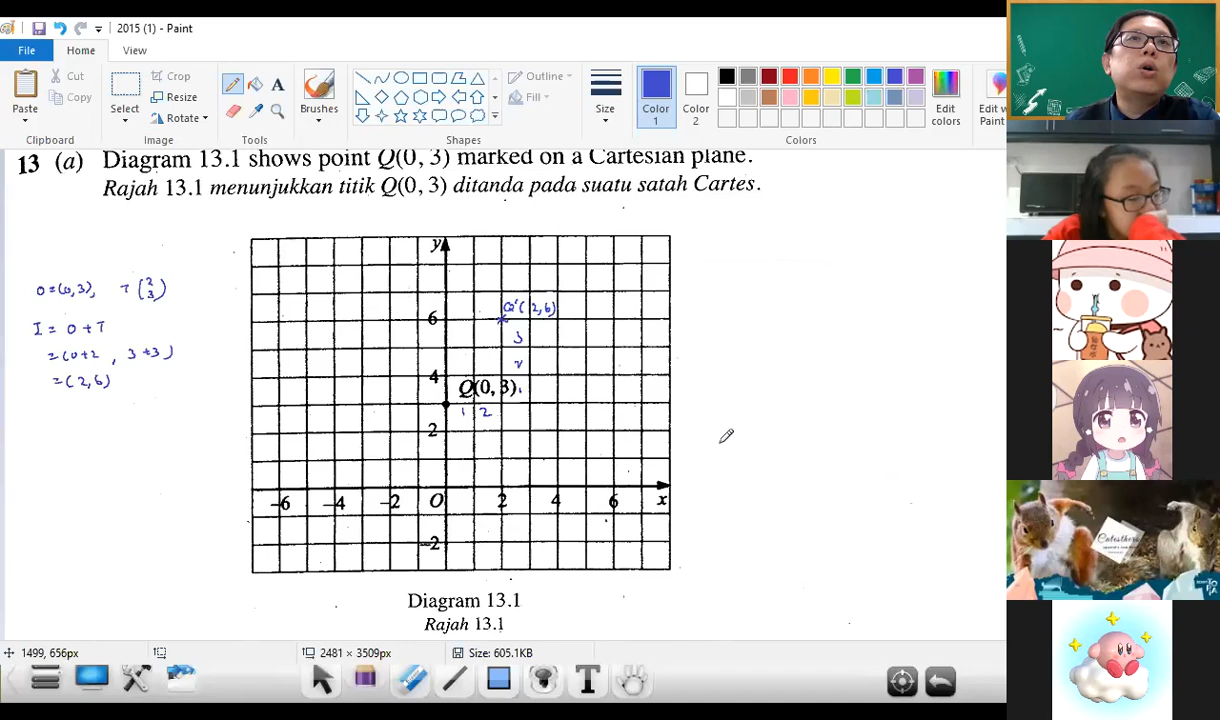 2015 (1) - Paint
File
Home
View
Paste
Cut
Copy
Clipboard
Select
Crop
Resize
Rotate
Image
Tools
Brushes
Shapes
Outline
Fill
Size
Color
1
Color
2
Edit
colors
Edit w
Paint
Colors
13 (a) Diagram 13.1 shows point Q(0, 3) marked on a Cartesian plane.
Rajah 13.1 menunjukkan titik Q(0, 3) ditanda pada suatu satah Cartes.
O=(0,3), T (2 3)
I = O + T
=(0+2 , 3+3)
=(2,6)
y
6
Q'(2,6)
3
2
4
Q(0, 3)
1
1 2
2
-6 -4 -2 O 2 4 6 x
-2
Diagram 13.1
Rajah 13.1
1499, 656px
2481 × 3509px
Size: 605.1KB
T